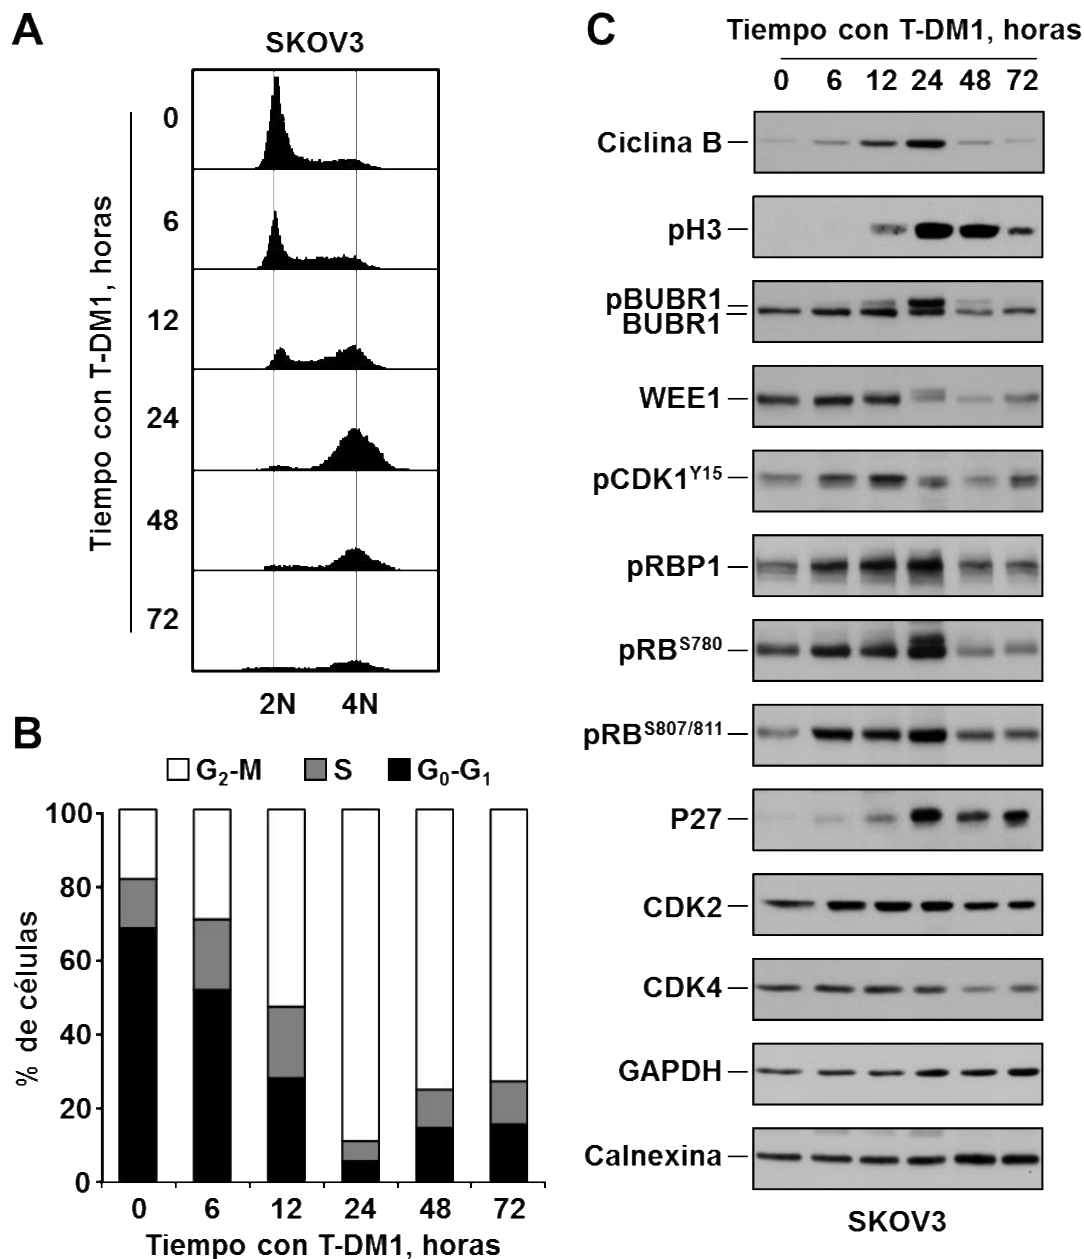 A
SKOV3
Tiempo con T-DM1, horas
0
6
12
24
48
72
2N 4N
B
G2-M S G0-G1
% de células
100
80
60
40
20
0
0 6 12 24 48 72
Tiempo con T-DM1, horas
C
Tiempo con T-DM1, horas
0 6 12 24 48 72
Ciclina B
pH3
pBUBR1
BUBR1
WEE1
pCDK1Y15
pRBP1
pRBS780
pRBS807/811
P27
CDK2
CDK4
GAPDH
Calnexina
SKOV3